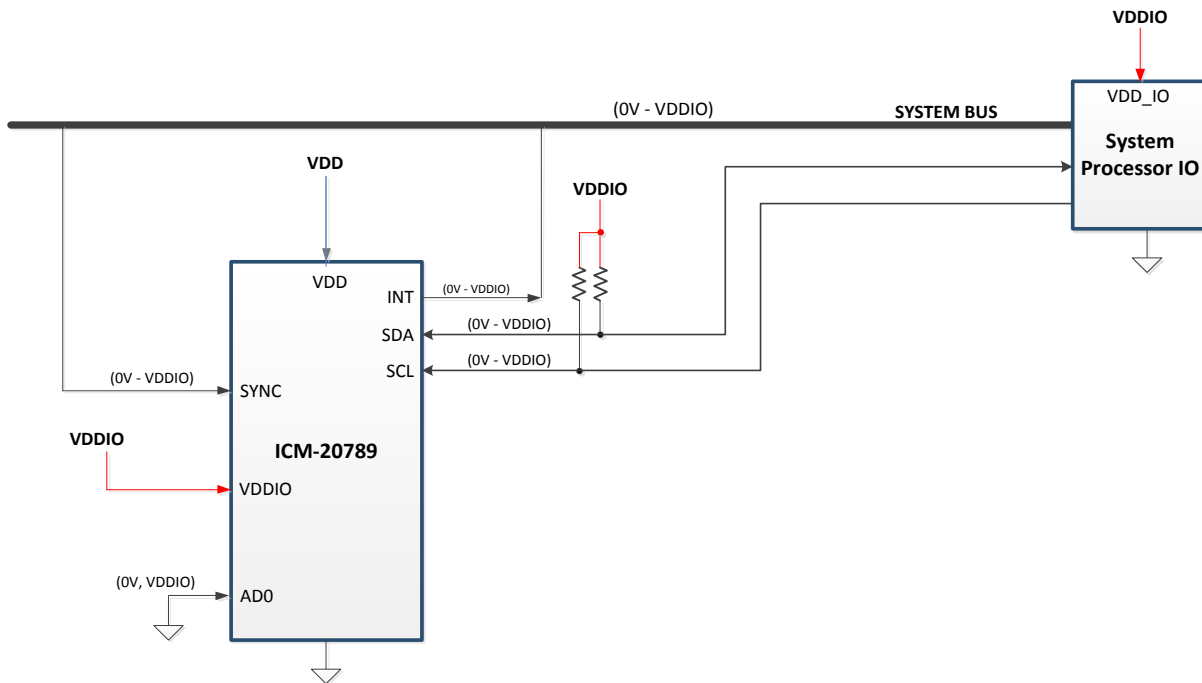 VDDIO
VDD_IO
System
Processor IO
(0V - VDDIO)
SYSTEM BUS
VDD
VDDIO
VDD
INT
(0V - VDDIO)
SDA
(0V - VDDIO)
SCL
(0V - VDDIO)
(0V - VDDIO)
SYNC
VDDIO
ICM-20789
VDDIO
(0V, VDDIO)
AD0